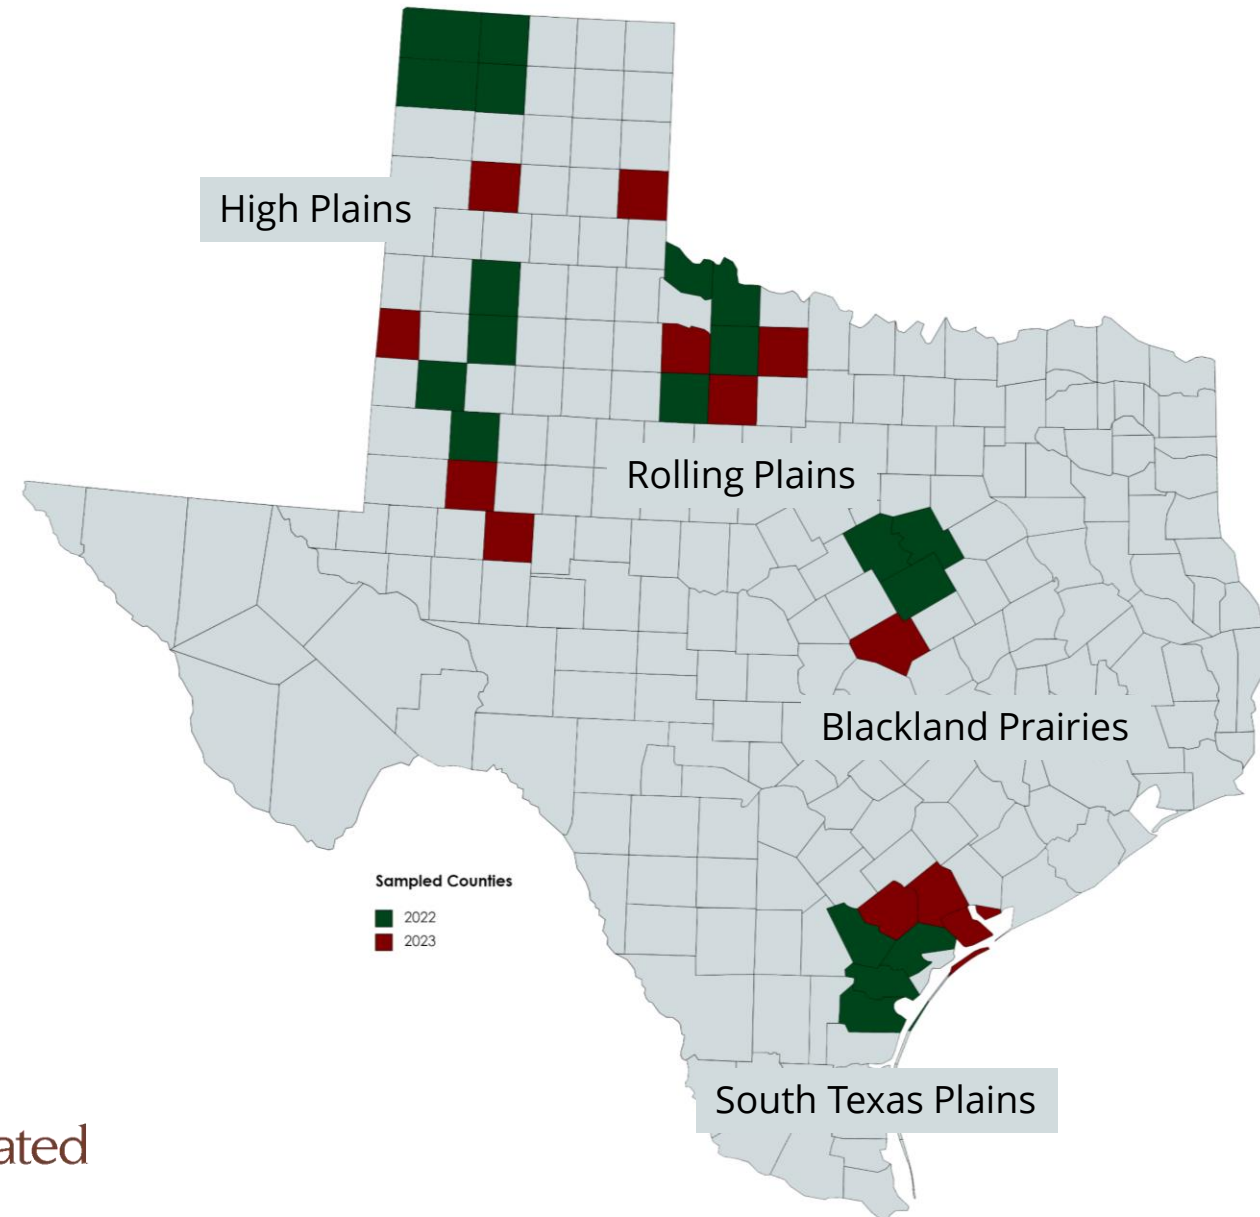 High Plains
Rolling Plains
Blackland Prairies
Sampled Counties
2022
2023
South Texas Plains
ated